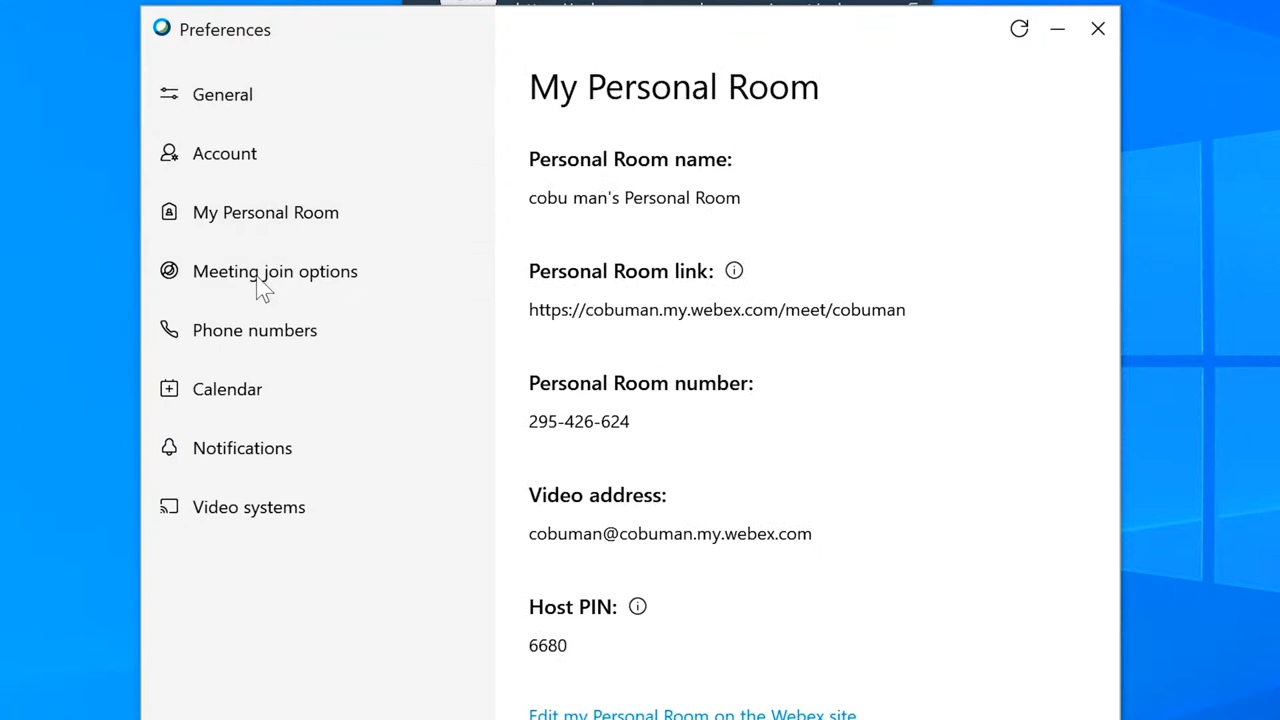 Preferences
General
Account
My Personal Room
Meeting join options
Phone numbers
Calendar
Notifications
Video systems
My Personal Room
Personal Room name:
cobu man's Personal Room
Personal Room link:
https://cobuman.my.webex.com/meet/cobuman
Personal Room number:
295-426-624
Video address:
cobuman@cobuman.my.webex.com
Host PIN:
6680
Edit my Personal Room on the Webex site